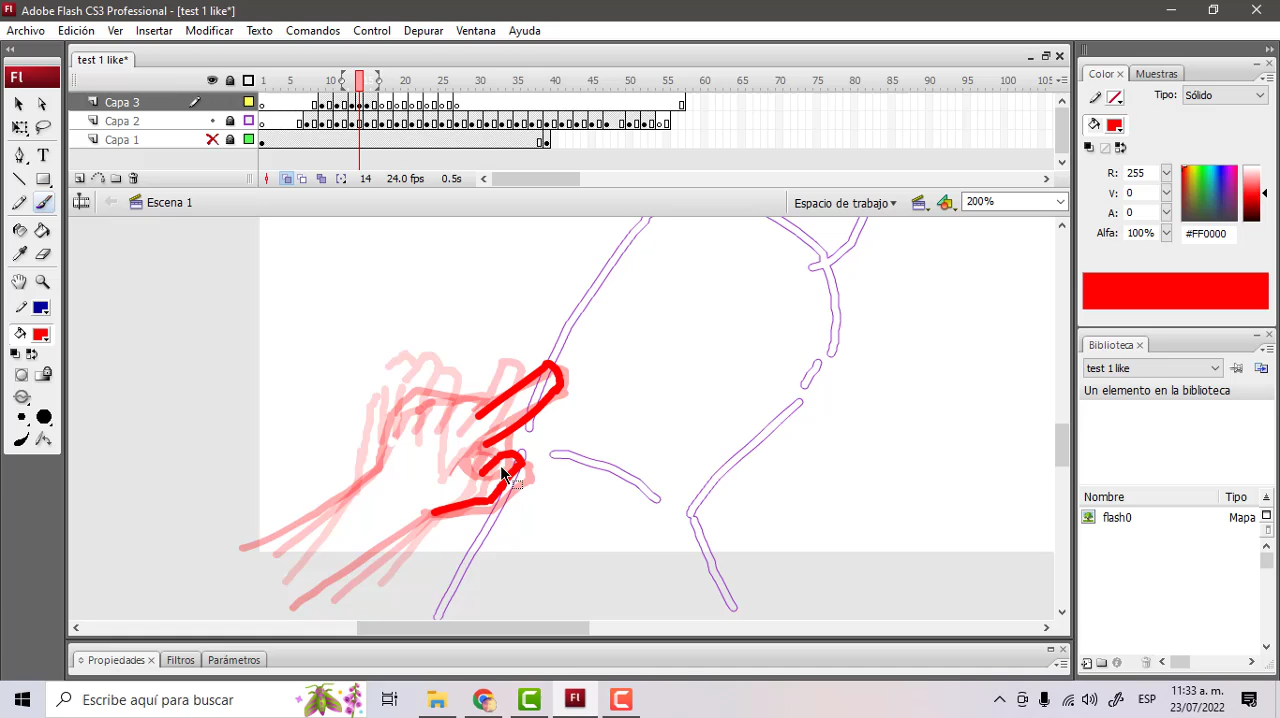 Adobe Flash CS3 Professional - [test 1 like*]
Archivo Edición Ver Insertar Modificar Texto Comandos Control Depurar Ventana Ayuda
test 1 like*
Fl
1 5 10 20 25 30 35 40 45 50 55 60 65 70 75 80 85 90 95 100 105
Capa 3
Capa 2
Capa 1
14 24.0 fps 0.5s
Escena 1
Espacio de trabajo
200%
Color Muestras
Tipo: Sólido
R: 255
V: 0
A: 0
Alfa: 100% #FF0000
Biblioteca
test 1 like
Un elemento en la biblioteca
Nombre Tipo
flash0 Mapa
Propiedades Filtros Parámetros
Escribe aquí para buscar
Fl
ESP
11:33 a. m.
23/07/2022